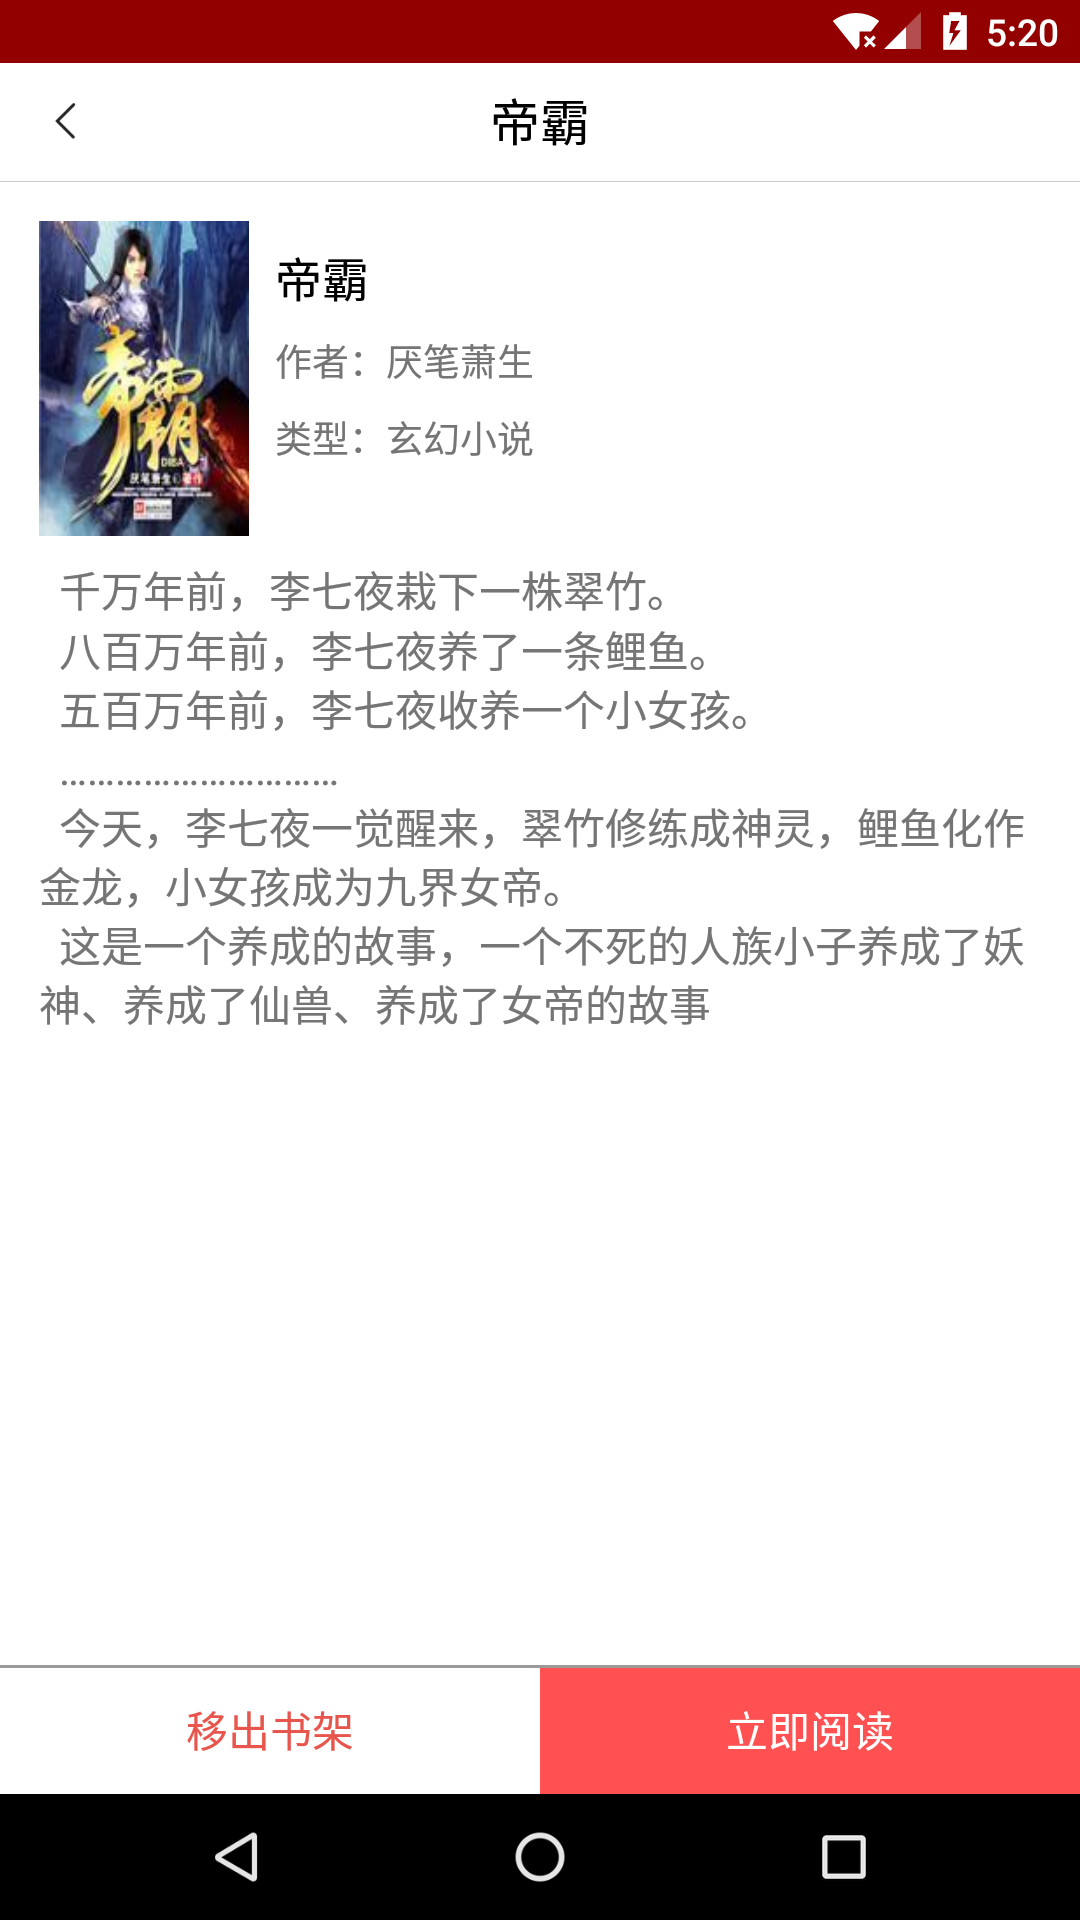 5:20
帝霸
帝霸
DIBA
厌笔萧生
作者：厌笔萧生
类型：玄幻小说
千万年前，李七夜栽下一株翠竹。
八百万年前，李七夜养了一条鲤鱼。
五百万年前，李七夜收养一个小女孩。
…………………………
今天，李七夜一觉醒来，翠竹修练成神灵，鲤鱼化作
金龙，小女孩成为九界女帝。
这是一个养成的故事，一个不死的人族小子养成了妖
神、养成了仙兽、养成了女帝的故事
移出书架
立即阅读